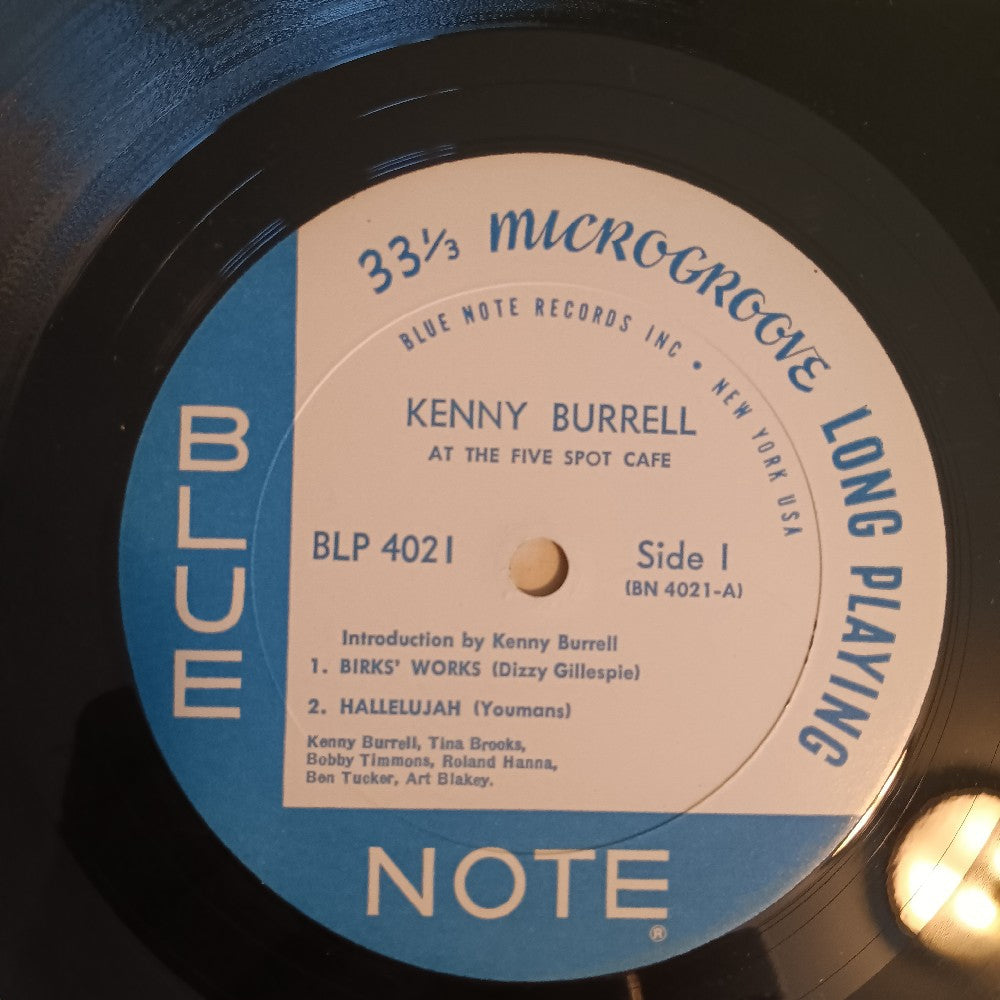 33⅓ MICROGROOVE LONG PLAYING
BLUE NOTE RECORDS INC • NEW YORK USA
KENNY BURRELL
AT THE FIVE SPOT CAFE
BLP 4021
Side 1
(BN 4021-A)
Introduction by Kenny Burrell
1. BIRKS' WORKS (Dizzy Gillespie)
2. HALLELUJAH (Youmans)
Kenny Burrell, Tina Brooks,
Bobby Timmons, Roland Hanna,
Ben Tucker, Art Blakey.
BLUE
NOTE
®